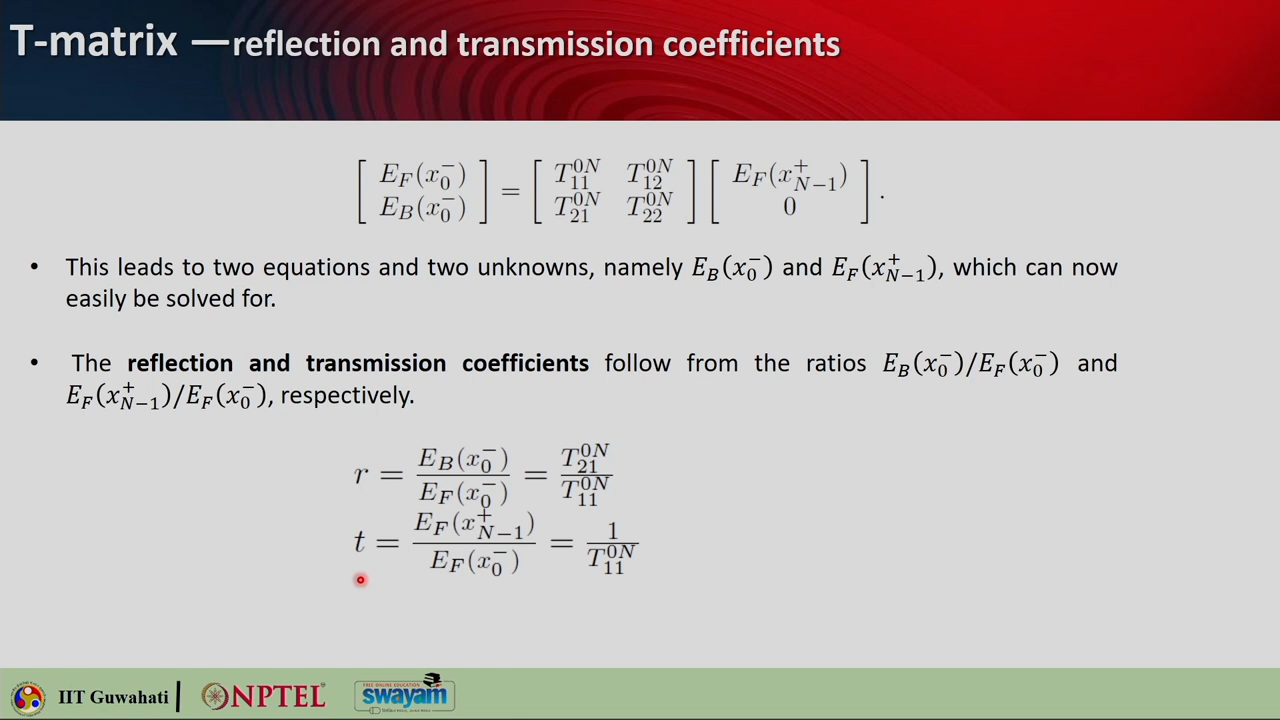 T-matrix —reflection and transmission coefficients
[ E_F(x_0^-) ; E_B(x_0^-) ] = [ T_11^{0N} T_12^{0N} ; T_21^{0N} T_22^{0N} ] [ E_F(x_{N-1}^+) ; 0 ] .
• This leads to two equations and two unknowns, namely E_B(x_0^-) and E_F(x_{N-1}^+), which can now
easily be solved for.
• The reflection and transmission coefficients follow from the ratios E_B(x_0^-)/E_F(x_0^-) and
E_F(x_{N-1}^+)/E_F(x_0^-), respectively.
r = E_B(x_0^-) / E_F(x_0^-) = T_21^{0N} / T_11^{0N}
t = E_F(x_{N-1}^+) / E_F(x_0^-) = 1 / T_11^{0N}
IIT Guwahati | NPTEL FREE ONLINE EDUCATION swayam